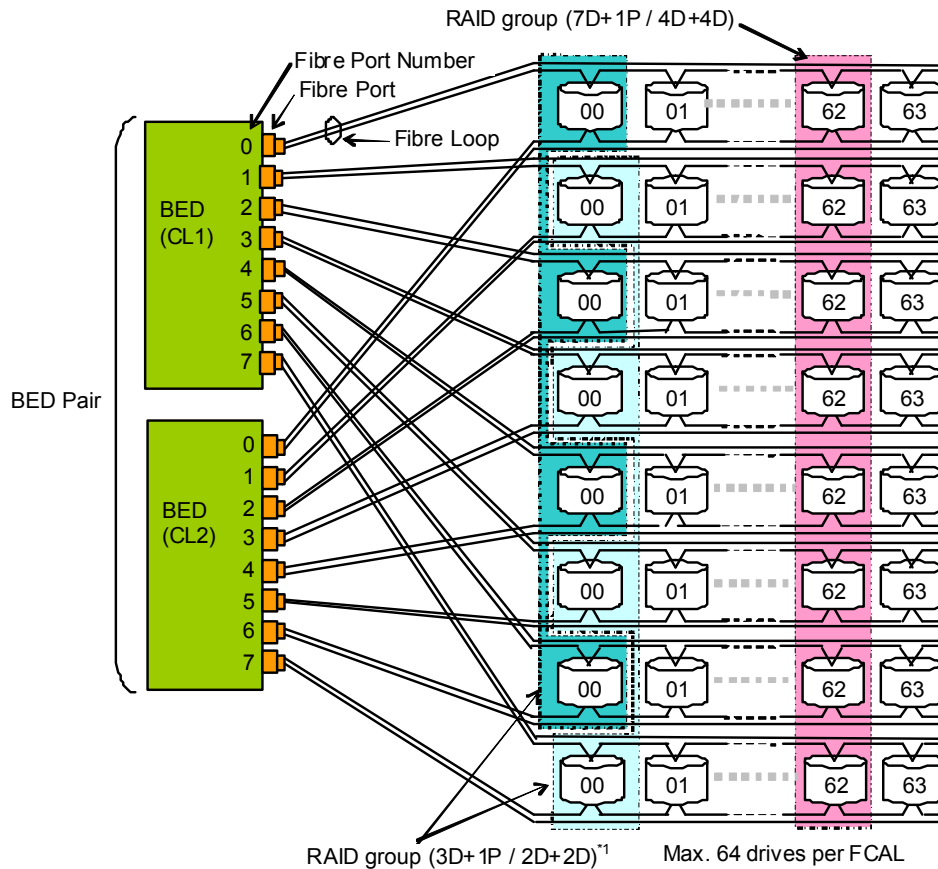 RAID group (7D+1P / 4D+4D)
Fibre Port Number
Fibre Port
Fibre Loop
BED Pair
BED
(CL1)
0
1
2
3
4
5
6
7
BED
(CL2)
0
1
2
3
4
5
6
7
00 01 62 63
00 01 62 63
00 01 62 63
00 01 62 63
00 01 62 63
00 01 62 63
00 01 62 63
00 01 62 63
RAID group (3D+1P / 2D+2D)*1
Max. 64 drives per FCAL